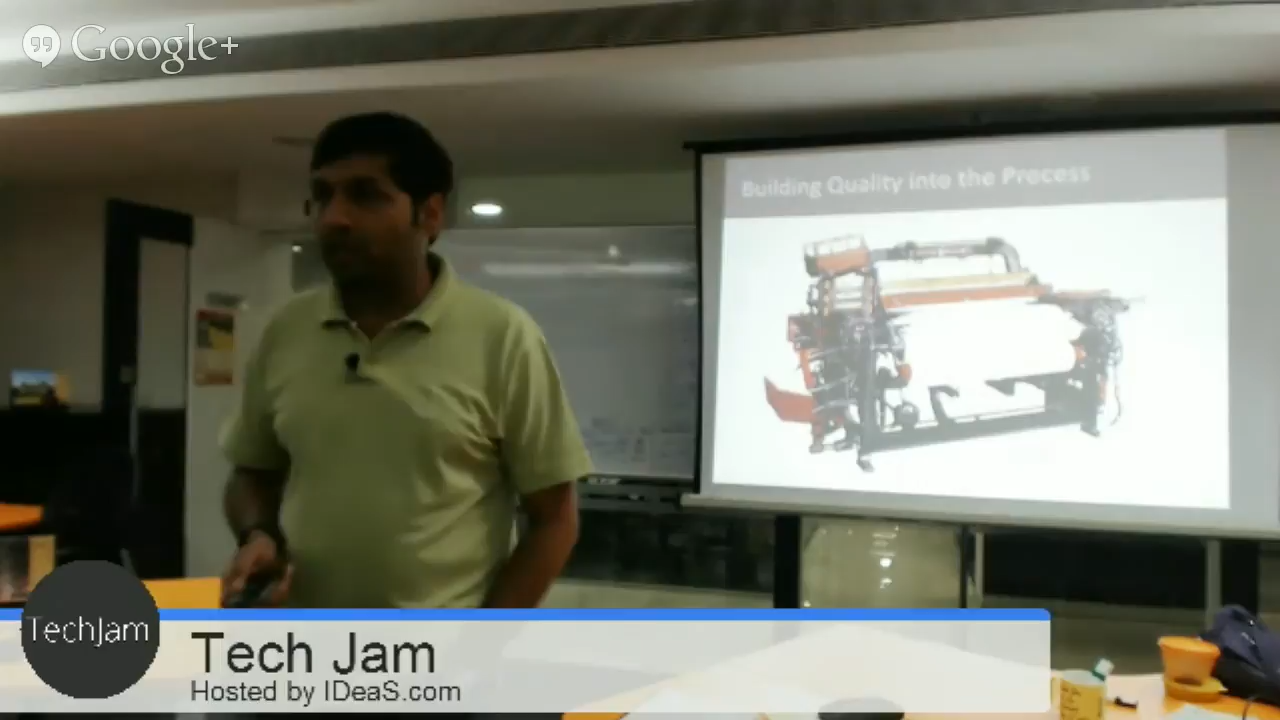 Google+
Building Quality into the Process
TechJam
Tech Jam
Hosted by IDeaS.com